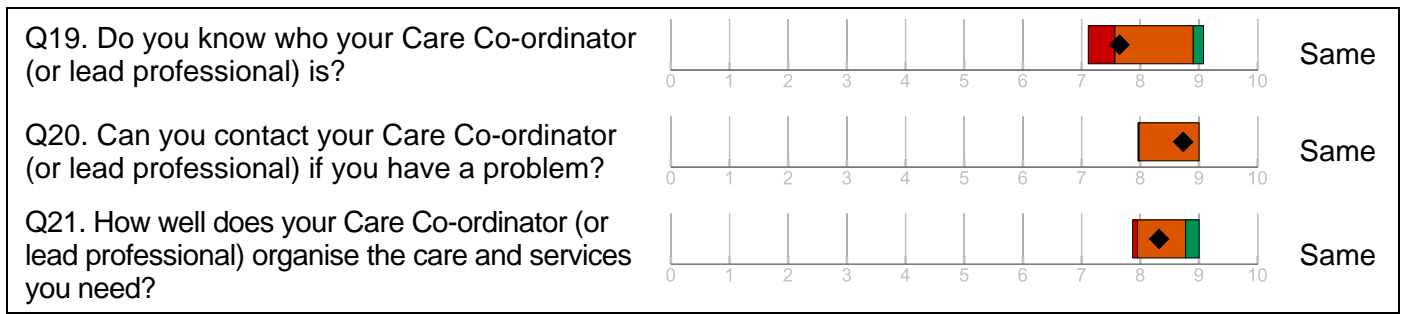 Q19. Do you know who your Care Co-ordinator
(or lead professional) is?
0 1 2 3 4 5 6 7 8 9 10
Same
Q20. Can you contact your Care Co-ordinator
(or lead professional) if you have a problem?
0 1 2 3 4 5 6 7 8 9 10
Same
Q21. How well does your Care Co-ordinator (or
lead professional) organise the care and services
you need?
0 1 2 3 4 5 6 7 8 9 10
Same